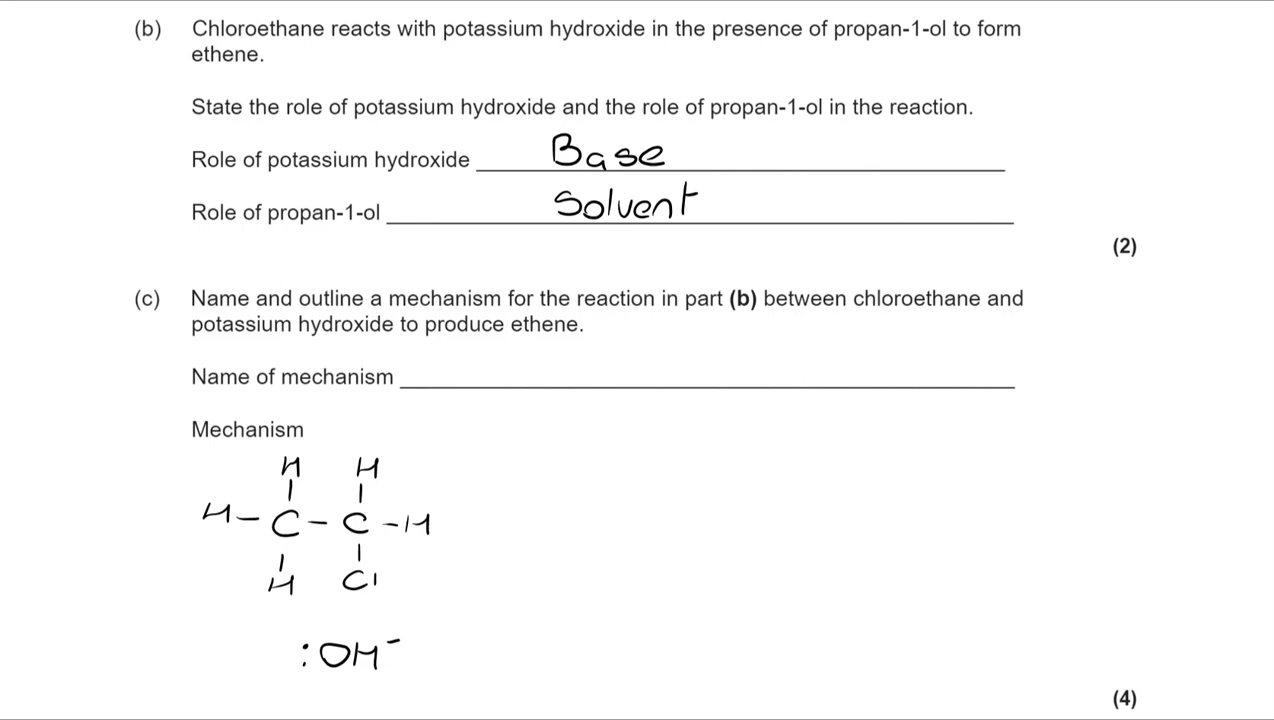 (b) Chloroethane reacts with potassium hydroxide in the presence of propan-1-ol to form
ethene.
State the role of potassium hydroxide and the role of propan-1-ol in the reaction.
Role of potassium hydroxide Base
Role of propan-1-ol Solvent
(2)
(c) Name and outline a mechanism for the reaction in part (b) between chloroethane and
potassium hydroxide to produce ethene.
Name of mechanism
Mechanism
H H
H-C-C-H
H Cl
:OH⁻
(4)